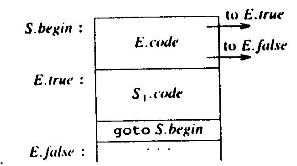 to E.true
S.begin :
E.code
to E.false
E.true :
S₁.code
goto S.begin
E.false :
. . .